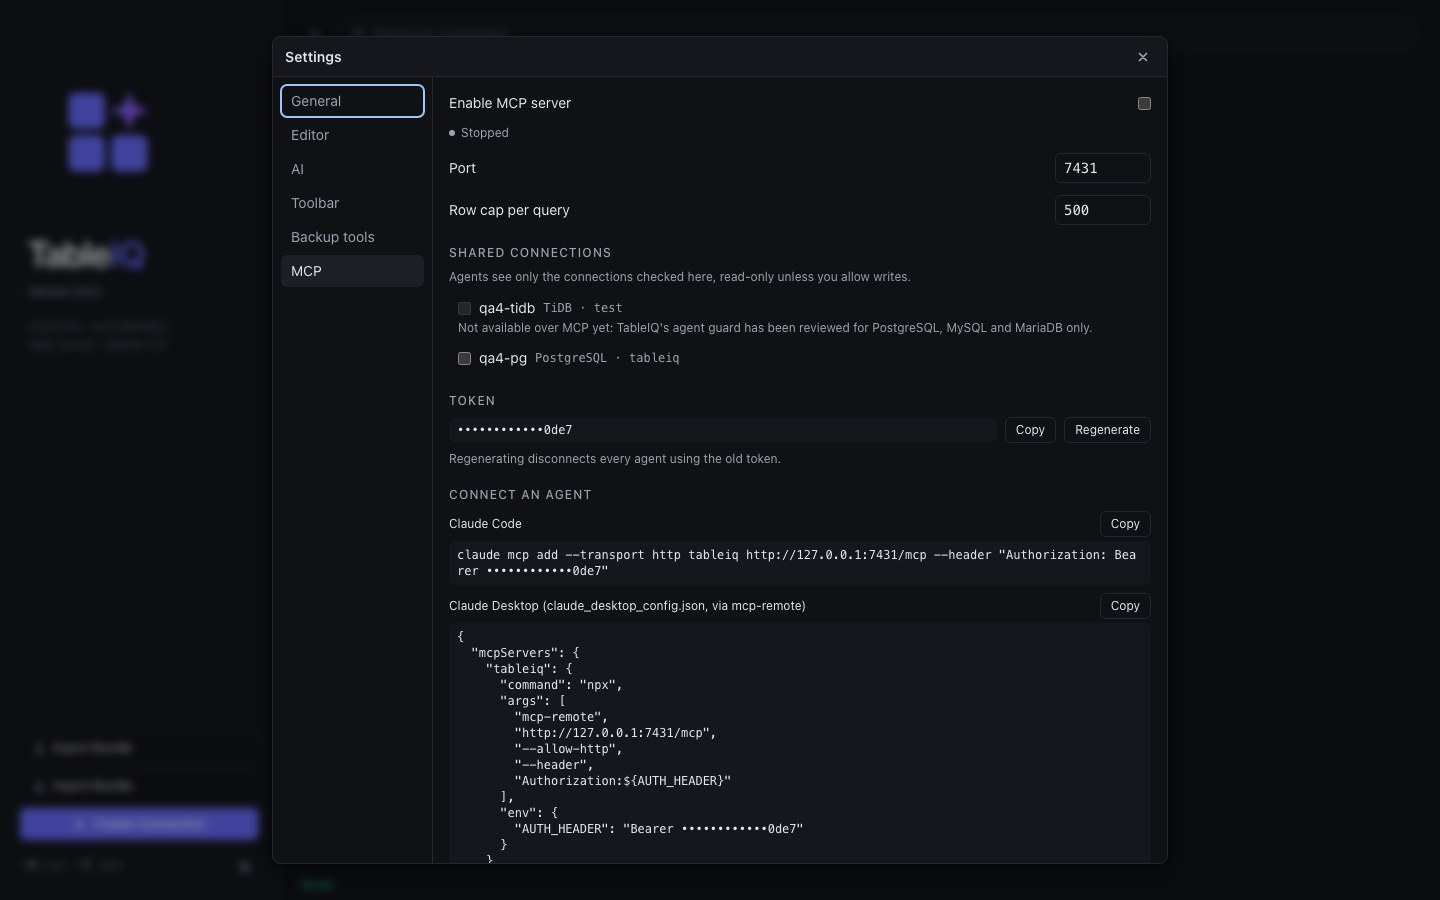 Settings
General
Editor
AI
Toolbar
Backup tools
MCP
Enable MCP server
Stopped
Port
7431
Row cap per query
500
SHARED CONNECTIONS
Agents see only the connections checked here, read-only unless you allow writes.
qa4-tidb TiDB · test
Not available over MCP yet: TableIQ's agent guard has been reviewed for PostgreSQL, MySQL and MariaDB only.
qa4-pg PostgreSQL · tableiq
TOKEN
••••••••••••0de7
Copy
Regenerate
Regenerating disconnects every agent using the old token.
CONNECT AN AGENT
Claude Code
Copy
claude mcp add --transport http tableiq http://127.0.0.1:7431/mcp --header "Authorization: Bea
rer ••••••••••••0de7"
Claude Desktop (claude_desktop_config.json, via mcp-remote)
Copy
{
"mcpServers": {
"tableiq": {
"command": "npx",
"args": [
"mcp-remote",
"http://127.0.0.1:7431/mcp",
"--allow-http",
"--header",
"Authorization:${AUTH_HEADER}"
],
"env": {
"AUTH_HEADER": "Bearer ••••••••••••0de7"
}
}
TableIQ